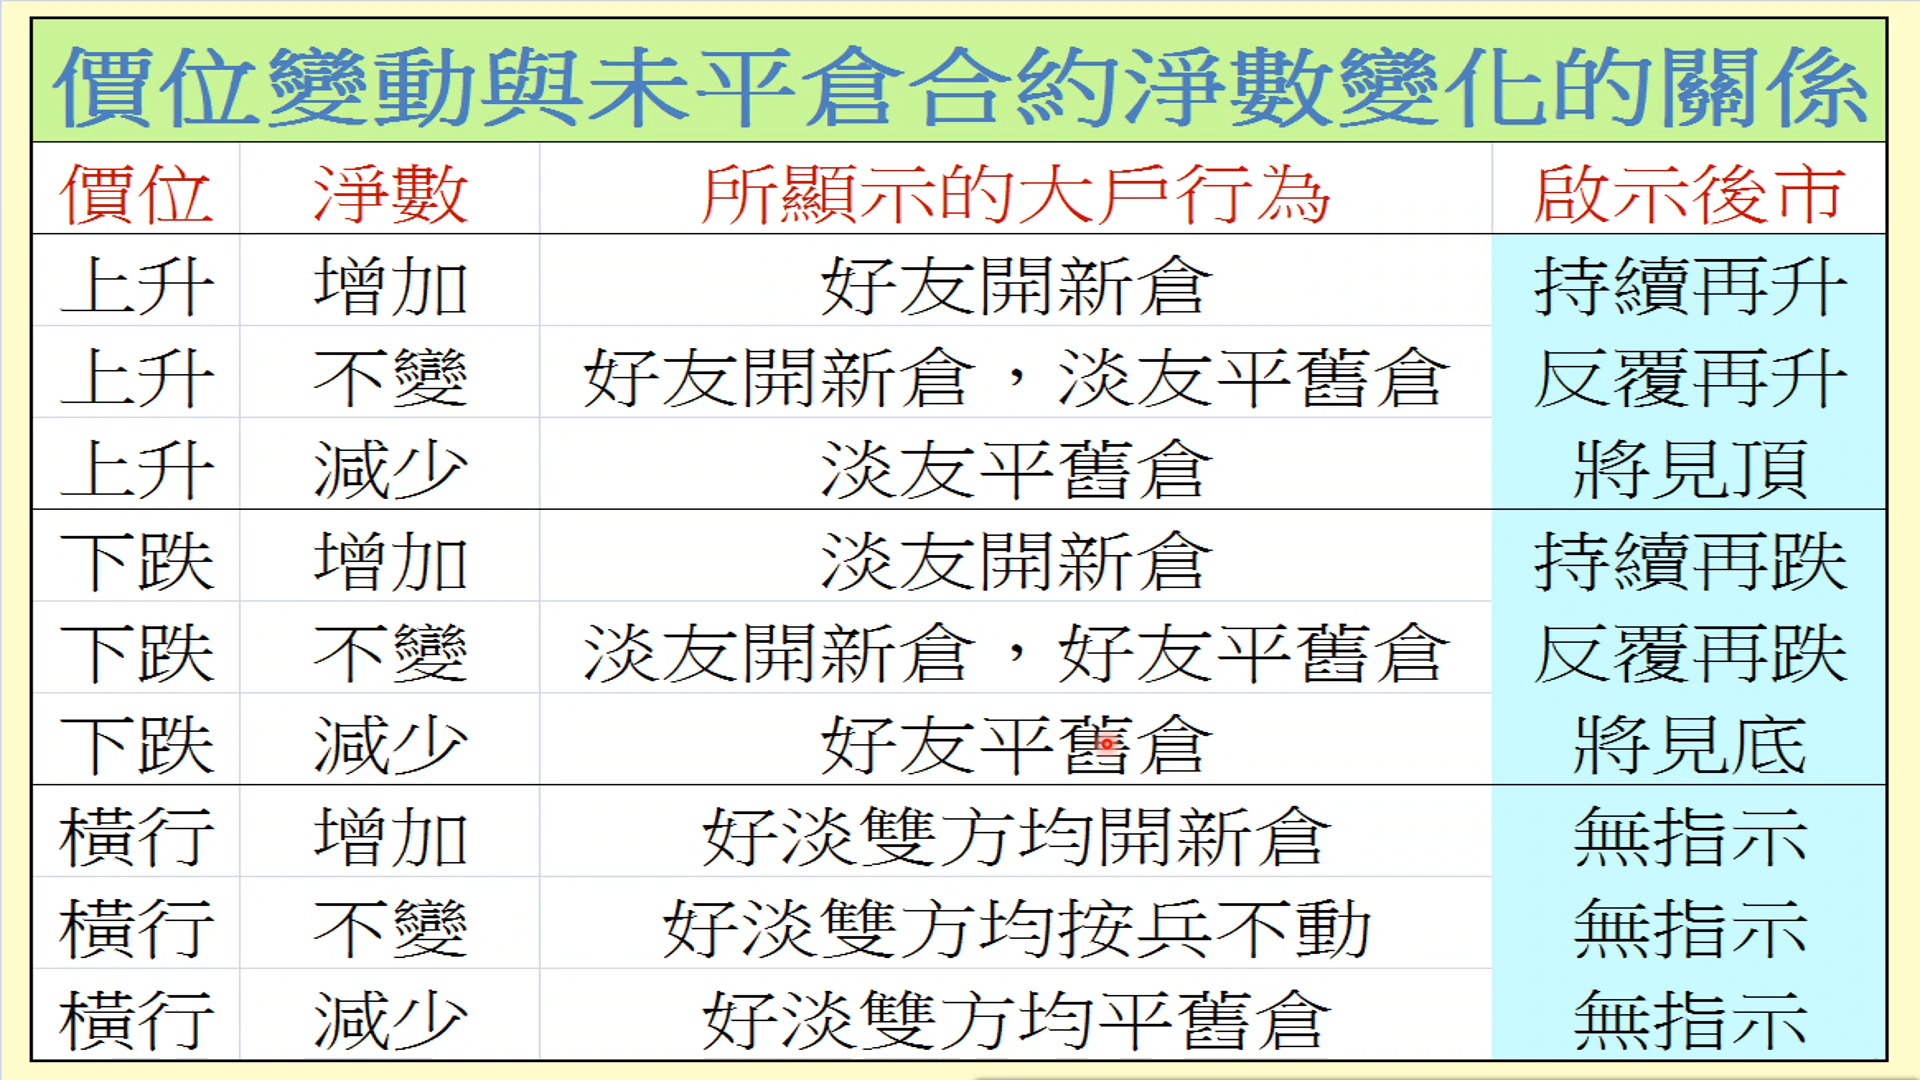 價位變動與未平倉合約淨數變化的關係
價位 淨數 所顯示的大戶行為 啟示後市
上升 增加 好友開新倉 持續再升
上升 不變 好友開新倉，淡友平舊倉 反覆再升
上升 減少 淡友平舊倉 將見頂
下跌 增加 淡友開新倉 持續再跌
下跌 不變 淡友開新倉，好友平舊倉 反覆再跌
下跌 減少 好友平舊倉 將見底
橫行 增加 好淡雙方均開新倉 無指示
橫行 不變 好淡雙方均按兵不動 無指示
橫行 減少 好淡雙方均平舊倉 無指示